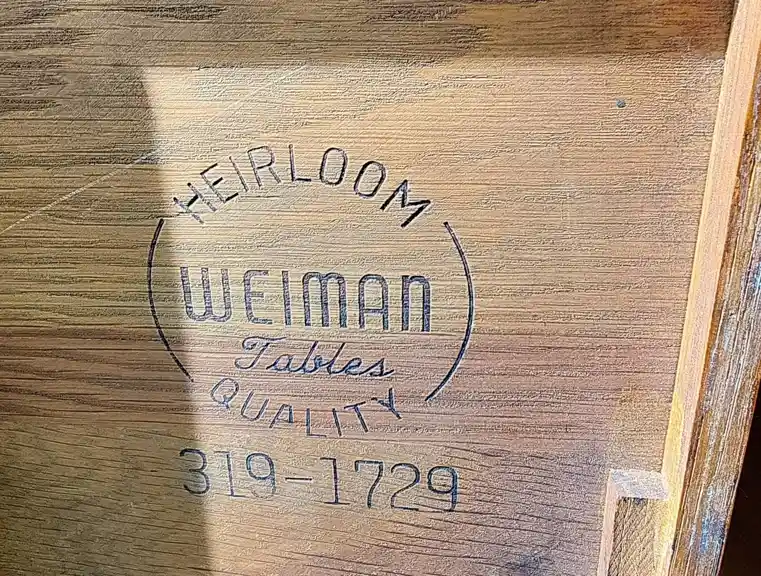 HEIRLOOM
WEIMAN
Tables
QUALITY
319-1729